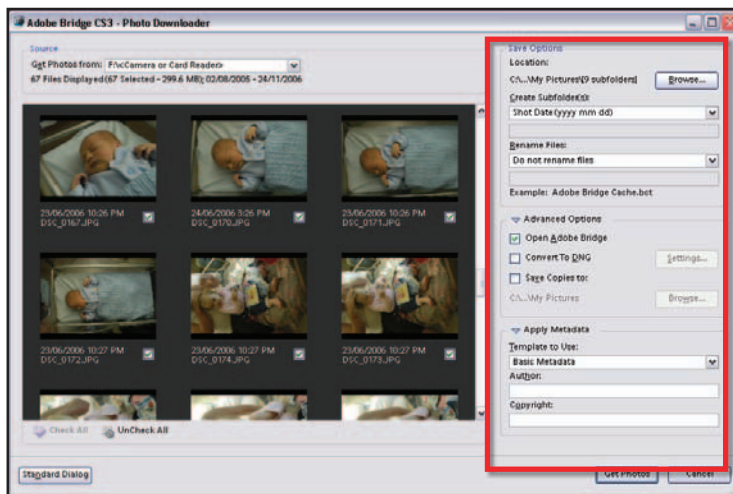 Adobe Bridge CS3 - Photo Downloader
Source
Get Photos from: F:\<Camera or Card Reader>
67 Files Displayed(67 Selected - 299.6 MB); 02/08/2005 - 24/11/2006
23/06/2006 10:26 PM
DSC_0167.JPG
24/06/2006 3:26 PM
DSC_0170.JPG
23/06/2006 10:26 PM
DSC_0171.JPG
23/06/2006 10:27 PM
DSC_0172.JPG
23/06/2006 10:27 PM
DSC_0174.JPG
23/06/2006 10:27 PM
DSC_0173.JPG
Check All
UnCheck All
Standard Dialog
Save Options
Location:
C:\...\My Pictures\[9 subfolders]
Browse...
Create Subfolder(s):
Shot Date (yyyy mm dd)
Rename Files:
Do not rename files
Example: Adobe Bridge Cache.bct
Advanced Options
Open Adobe Bridge
Convert To DNG
Settings...
Save Copies to:
C:\...\My Pictures
Browse...
Apply Metadata
Template to Use:
Basic Metadata
Author:
Copyright:
Get Photos
Cancel